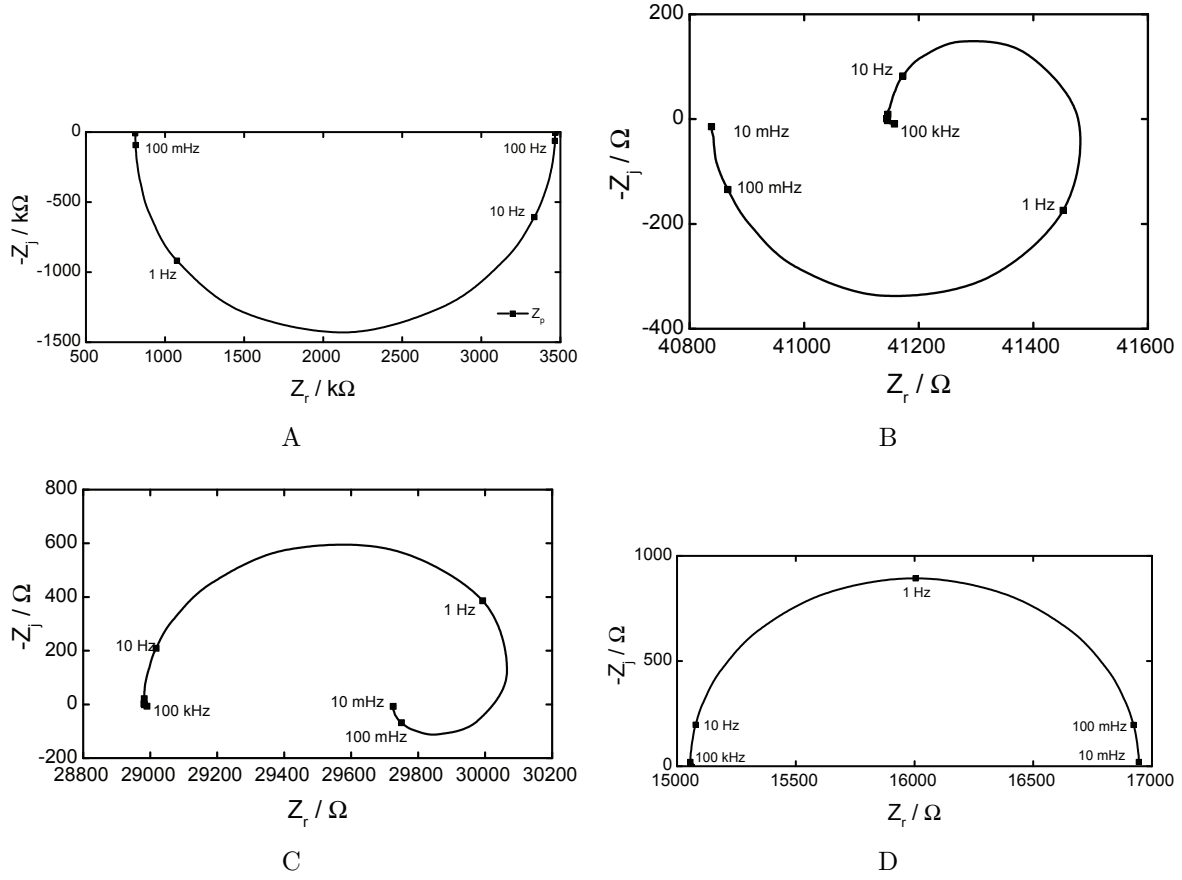 0
-500
-1000
-1500
500
1000
1500
2000
2500
3000
3500
-Z_j / kΩ
Z_r / kΩ
100 mHz
1 Hz
10 Hz
100 Hz
Z_p
A
200
0
-200
-400
40800
41000
41200
41400
41600
-Z_j / Ω
Z_r / Ω
10 Hz
100 kHz
10 mHz
100 mHz
1 Hz
B
800
600
400
200
0
-200
28800
29000
29200
29400
29600
29800
30000
30200
-Z_j / Ω
Z_r / Ω
10 Hz
100 kHz
1 Hz
10 mHz
100 mHz
C
1000
500
0
15000
15500
16000
16500
17000
-Z_j / Ω
Z_r / Ω
1 Hz
10 Hz
100 kHz
100 mHz
10 mHz
D